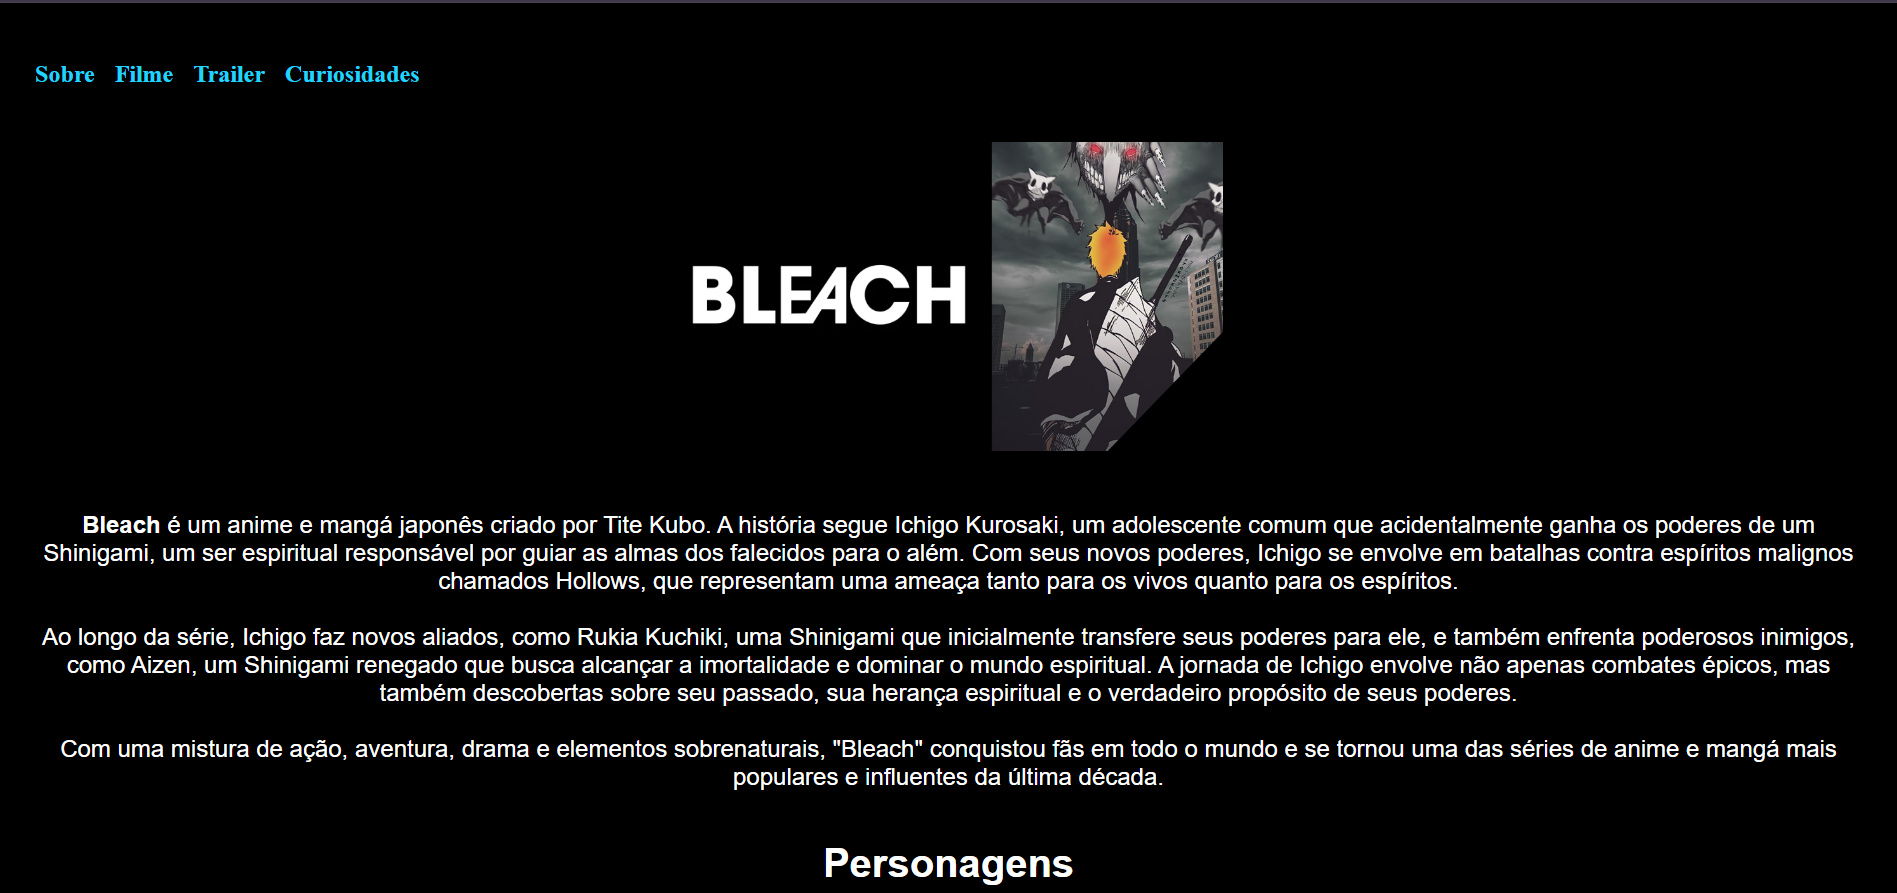 Sobre Filme Trailer Curiosidades
BLEACH
Bleach é um anime e mangá japonês criado por Tite Kubo. A história segue Ichigo Kurosaki, um adolescente comum que acidentalmente ganha os poderes de um
Shinigami, um ser espiritual responsável por guiar as almas dos falecidos para o além. Com seus novos poderes, Ichigo se envolve em batalhas contra espíritos malignos
chamados Hollows, que representam uma ameaça tanto para os vivos quanto para os espíritos.
Ao longo da série, Ichigo faz novos aliados, como Rukia Kuchiki, uma Shinigami que inicialmente transfere seus poderes para ele, e também enfrenta poderosos inimigos,
como Aizen, um Shinigami renegado que busca alcançar a imortalidade e dominar o mundo espiritual. A jornada de Ichigo envolve não apenas combates épicos, mas
também descobertas sobre seu passado, sua herança espiritual e o verdadeiro propósito de seus poderes.
Com uma mistura de ação, aventura, drama e elementos sobrenaturais, "Bleach" conquistou fãs em todo o mundo e se tornou uma das séries de anime e mangá mais
populares e influentes da última década.
Personagens